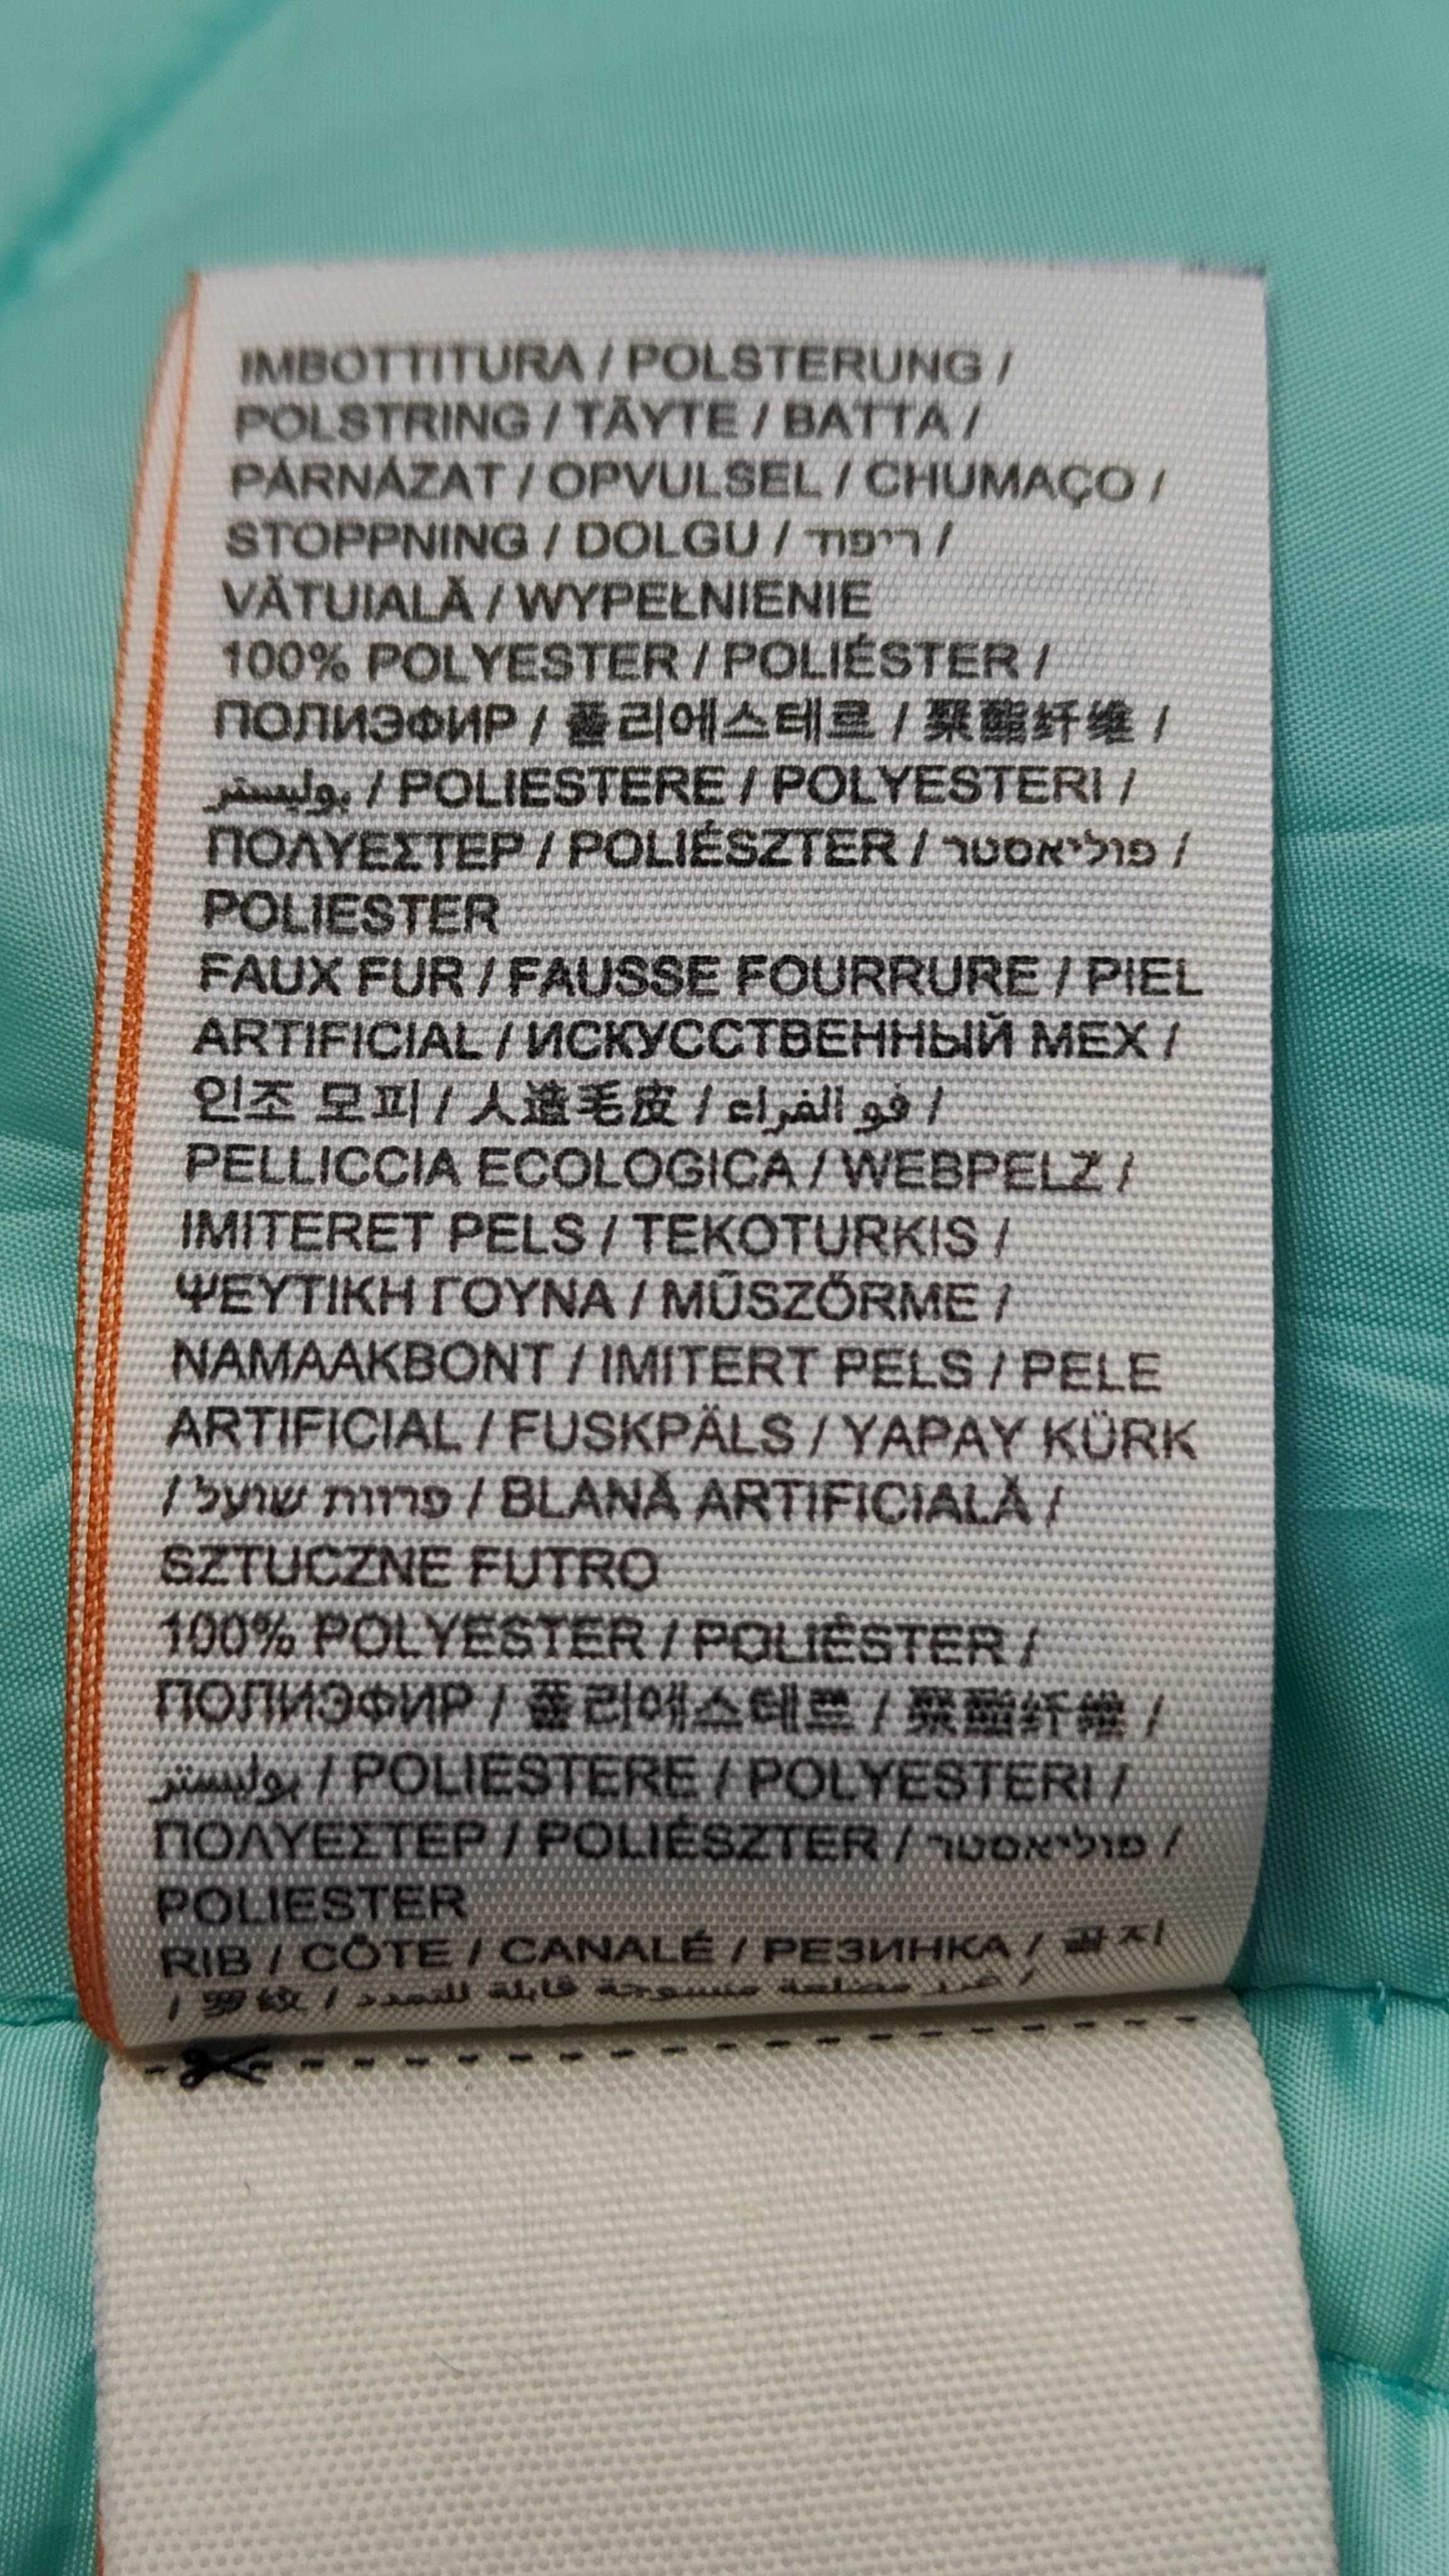 IMBOTTITURA / POLSTERUNG /
POLSTRING / TÄYTE / BATTA /
PÁRNÁZAT / OPVULSEL / CHUMAÇO /
STOPPNING / DOLGU / ריפוד /
VĂTUIALĂ / WYPEŁNIENIE
100% POLYESTER / POLIÉSTER /
ПОЛИЭФИР / 폴리에스테르 / 聚酯纤维 /
بوليستر / POLIESTERE / POLYESTERI /
ΠΟΛΥΕΣΤΕΡ / POLIÉSZTER / פוליאסטר /
POLIESTER
FAUX FUR / FAUSSE FOURRURE / PIEL
ARTIFICIAL / ИСКУССТВЕННЫЙ МЕХ /
인조 모피 / 人造毛皮 / فو الفراء /
PELLICCIA ECOLOGICA / WEBPELZ /
IMITERET PELS / TEKOTURKIS /
ΨΕΥΤΙΚΗ ΓΟΥΝΑ / MŰSZŐRME /
NAMAAKBONT / IMITERT PELS / PELE
ARTIFICIAL / FUSKPÄLS / YAPAY KÜRK
/ פרוות שועל / BLANĂ ARTIFICIALĂ /
SZTUCZNE FUTRO
100% POLYESTER / POLIÉSTER /
ПОЛИЭФИР / 폴리에스테르 / 聚酯纤维 /
بوليستر / POLIESTERE / POLYESTERI /
ΠΟΛΥΕΣΤΕΡ / POLIÉSZTER / פוליאסטר /
POLIESTER
RIB / CÔTE / CANALÉ / РЕЗИНКА / 골지
/ 罗纹 / منسوجة قابلة للتمدد /